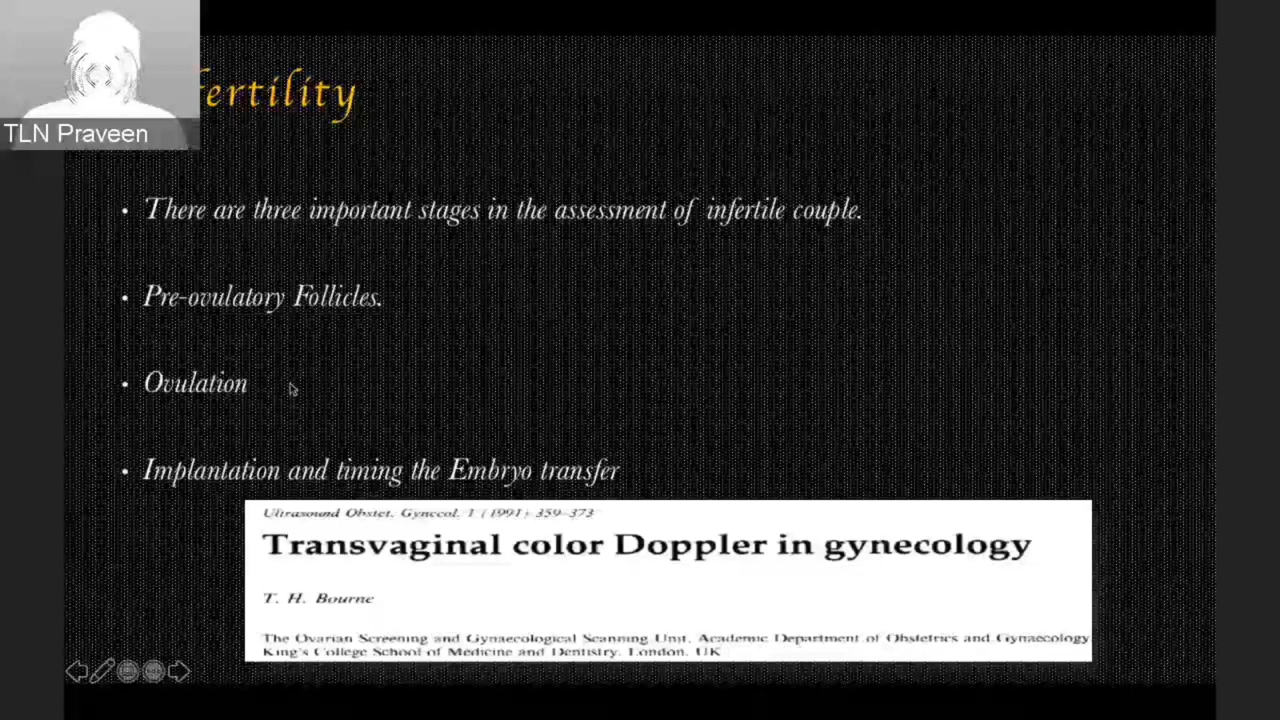 fertility
TLN Praveen
• There are three important stages in the assessment of infertile couple.
• Pre-ovulatory Follicles.
• Ovulation
• Implantation and timing the Embryo transfer
Ultrasound Obstet. Gynecol. 1 (1991) 359–373
Transvaginal color Doppler in gynecology
T. H. Bourne
The Ovarian Screening and Gynaecological Scanning Unit, Academic Department of Obstetrics and Gynaecology
King's College School of Medicine and Dentistry, London, UK